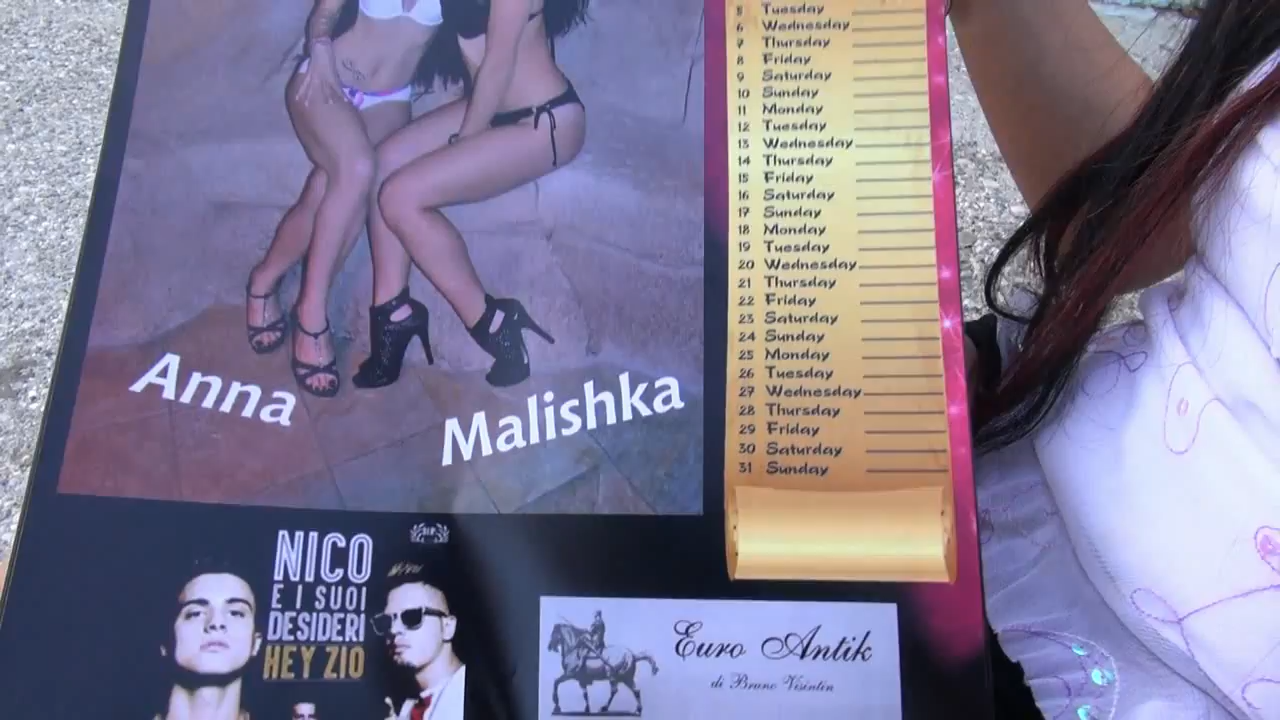 5 Tuesday
6 Wednesday
7 Thursday
8 Friday
9 Saturday
10 Sunday
11 Monday
12 Tuesday
13 Wednesday
14 Thursday
15 Friday
16 Saturday
17 Sunday
18 Monday
19 Tuesday
20 Wednesday
21 Thursday
22 Friday
23 Saturday
24 Sunday
25 Monday
26 Tuesday
27 Wednesday
28 Thursday
29 Friday
30 Saturday
31 Sunday
Anna
Malishka
NICO
E I SUOI
DESIDERI
HEY ZIO
Euro Antik
di Bruno Visintin